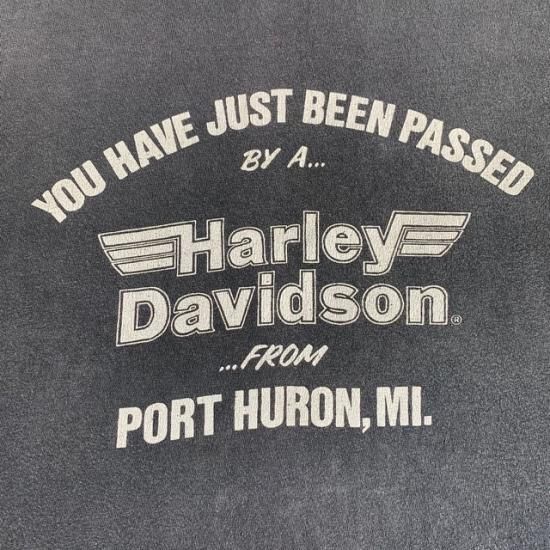 YOU HAVE JUST BEEN PASSED
BY A...
Harley
Davidson®
...FROM
PORT HURON, MI.